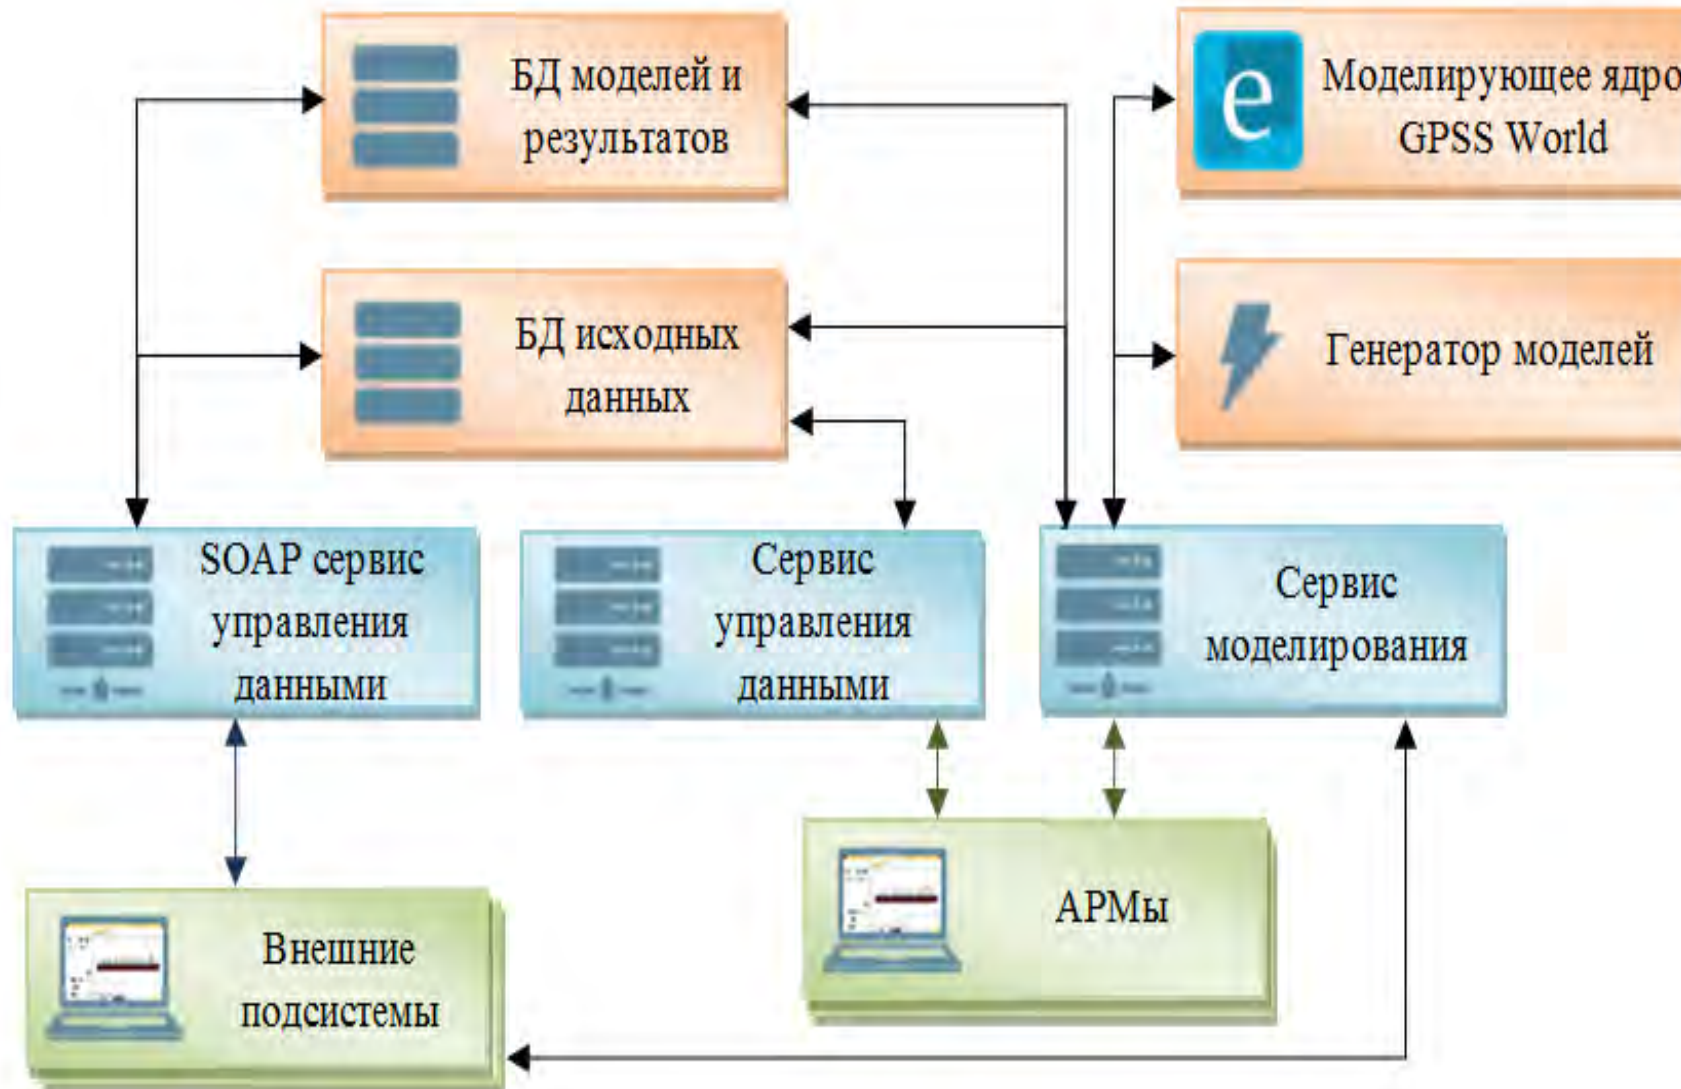 БД моделей и
результатов
e
Моделирующее ядро
GPSS World
БД исходных
данных
Генератор моделей
SOAP сервис
управления
данными
Сервис
управления
данными
Сервис
моделирования
АРМы
Внешние
подсистемы